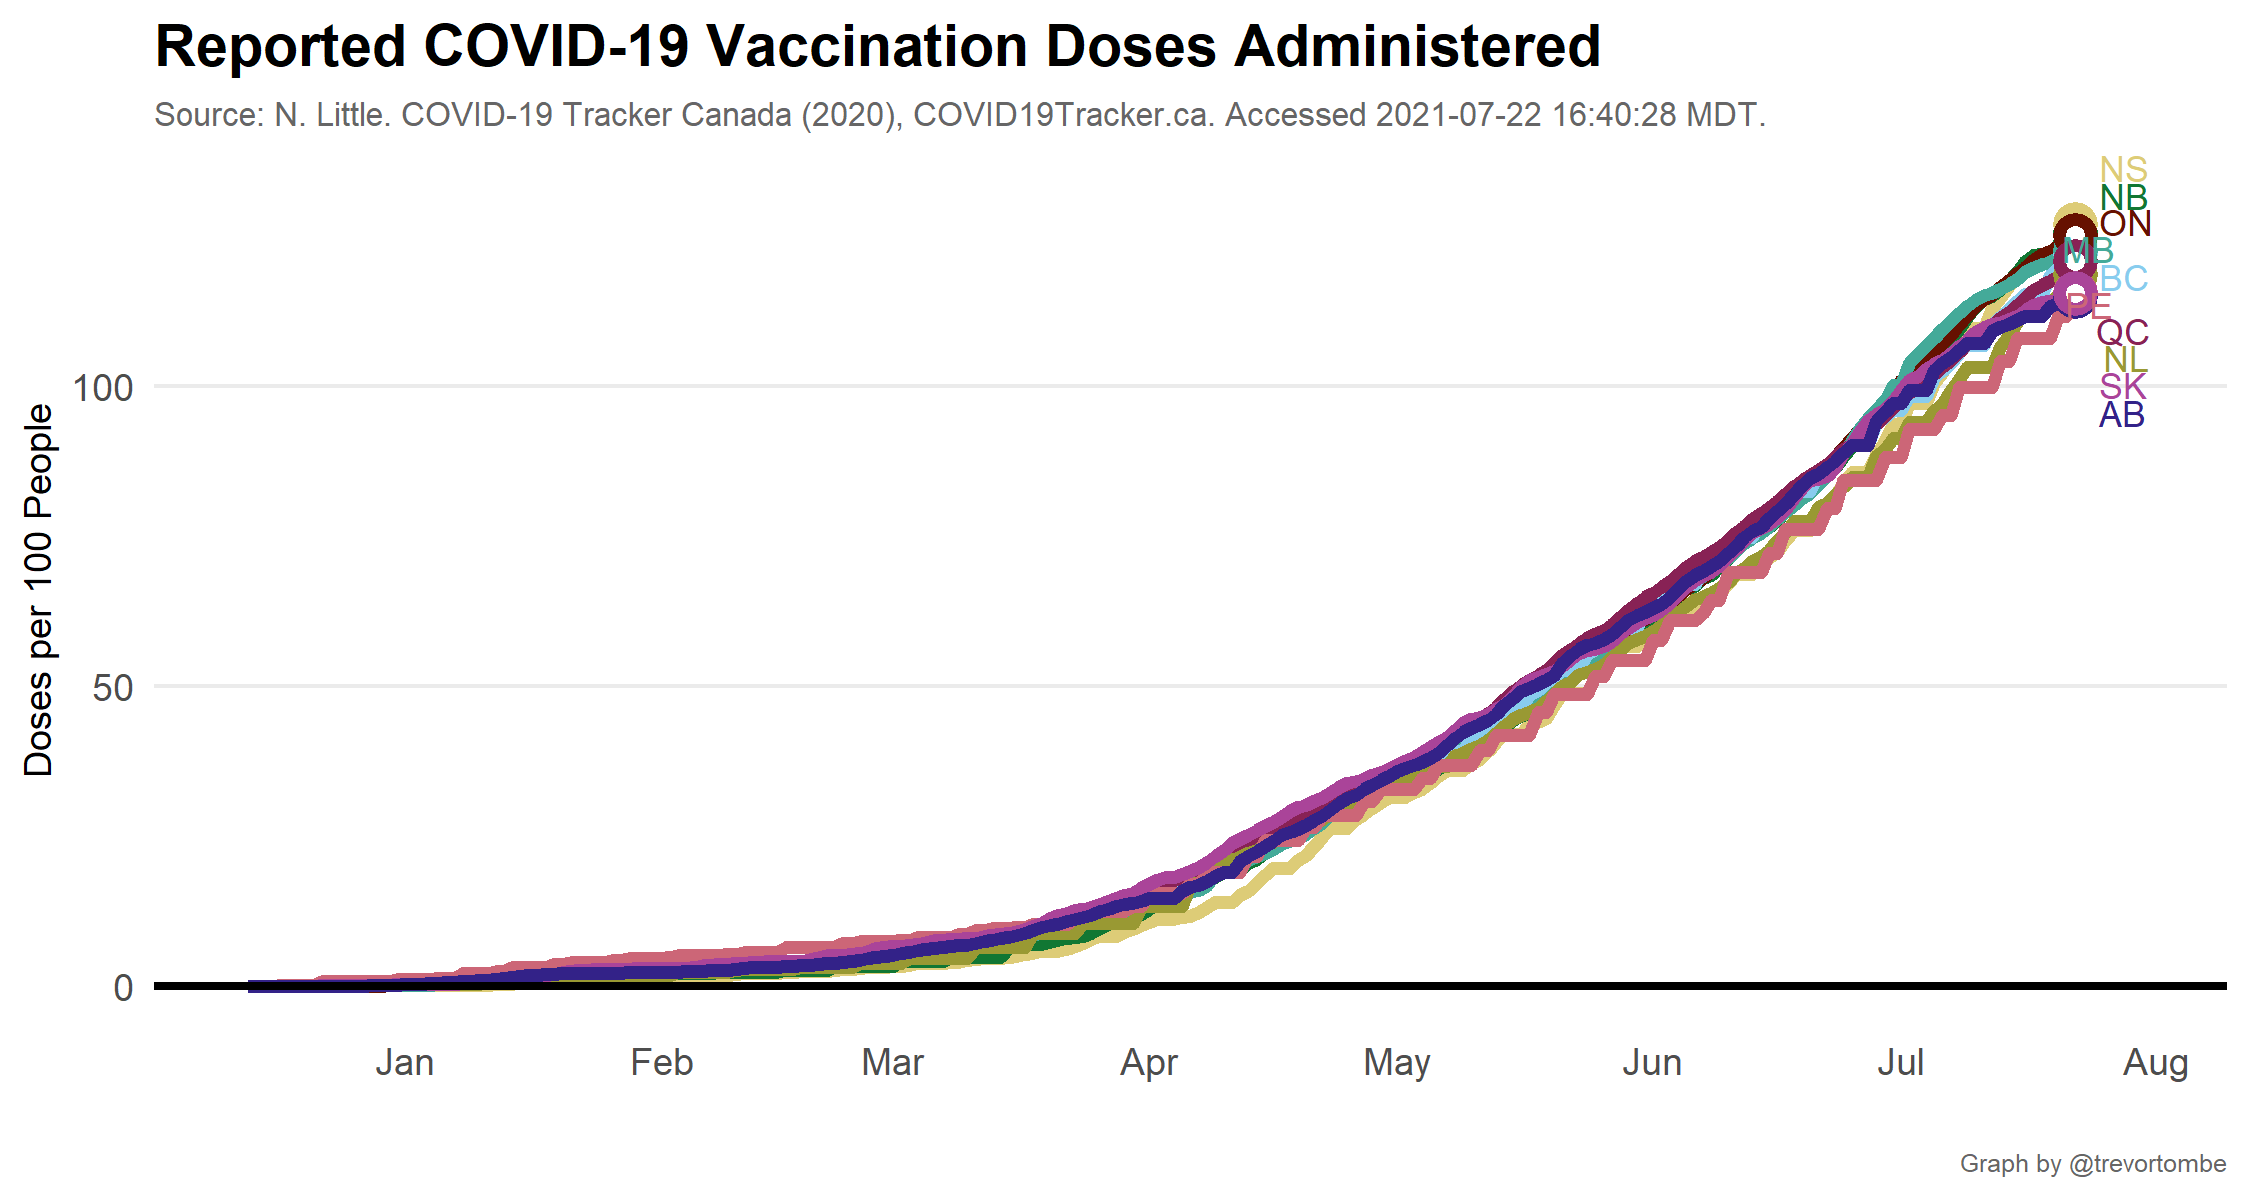 Reported COVID-19 Vaccination Doses Administered
Source: N. Little. COVID-19 Tracker Canada (2020), COVID19Tracker.ca. Accessed 2021-07-22 16:40:28 MDT.
NS
NB
ON
MB
BC
PE
QC
NL
SK
AB
Doses per 100 People
100
50
0
Jan Feb Mar Apr May Jun Jul Aug
Graph by @trevortombe